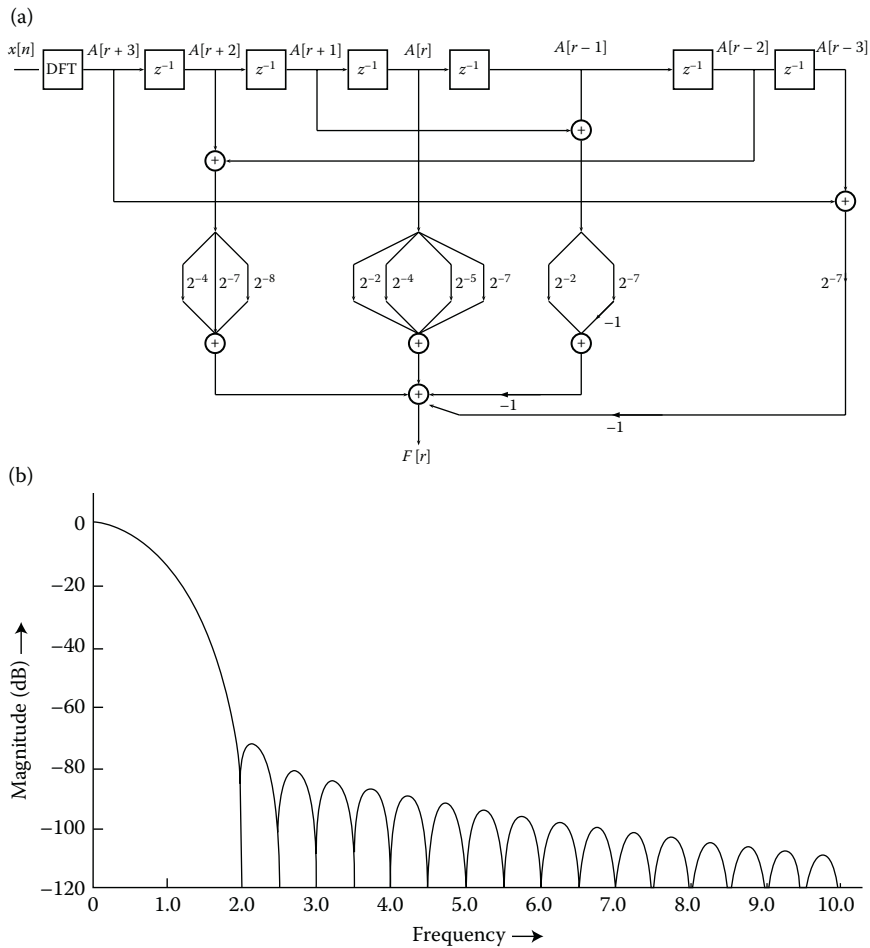 (a)
x[n] A[r + 3] A[r + 2] A[r + 1] A[r] A[r – 1] A[r – 2] A[r – 3]
DFT z⁻¹ z⁻¹ z⁻¹ z⁻¹ z⁻¹ z⁻¹
+
+
+
2⁻⁴ 2⁻⁷ 2⁻⁸ 2⁻² 2⁻⁴ 2⁻⁵ 2⁻⁷ 2⁻² 2⁻⁷ 2⁻⁷
–1
+ + +
+
–1
–1
F [r]
(b)
0
–20
–40
–60
–80
–100
–120
Magnitude (dB)
0 1.0 2.0 3.0 4.0 5.0 6.0 7.0 8.0 9.0 10.0
Frequency